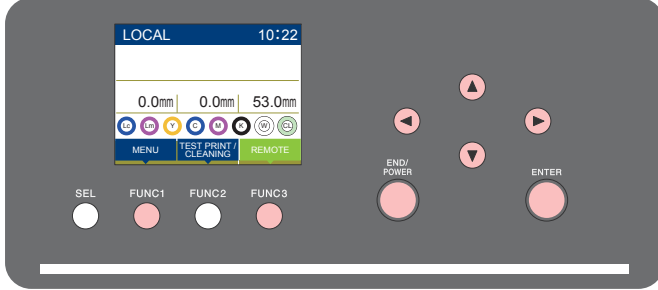 LOCAL 10:22
0.0mm 0.0mm 53.0mm
Lc Lm Y C M K W CL
MENU TEST PRINT / CLEANING REMOTE
SEL FUNC1 FUNC2 FUNC3
END/
POWER
ENTER